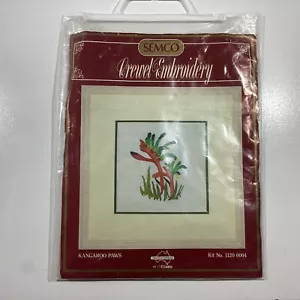 SEMCO
Crewel Embroidery
KANGAROO PAWS
Kit No. 1120 0004